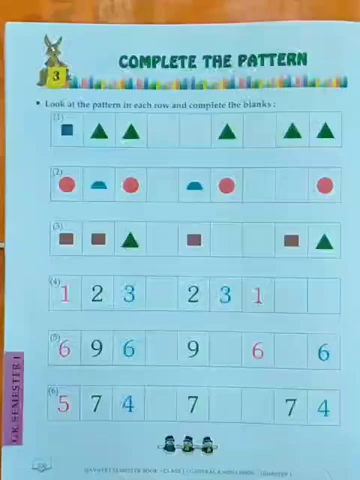 3
COMPLETE THE PATTERN
• Look at the pattern in each row and complete the blanks :
(1)
(2)
(3)
(4)
1 2 3 2 3 1
(5)
6 9 6 9 6 6
(6)
5 7 4 7 7 4
G.K. SEMESTER 1